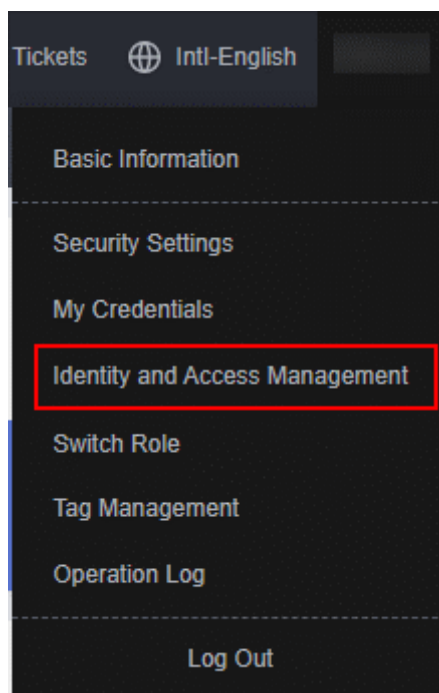 Tickets Intl-English
Basic Information
Security Settings
My Credentials
Identity and Access Management
Switch Role
Tag Management
Operation Log
Log Out